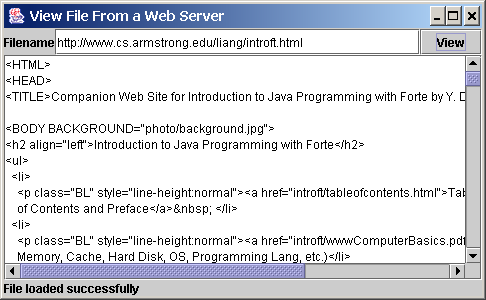 View File From a Web Server
Filename http://www.cs.armstrong.edu/liang/introft.html View
<HTML>
<HEAD>
<TITLE>Companion Web Site for Introduction to Java Programming with Forte by Y. D
<BODY BACKGROUND="photo/background.jpg">
<h2 align="left">Introduction to Java Programming with Forte</h2>
<ul>
<li>
<p class="BL" style="line-height:normal"><a href="introft/tableofcontents.html">Tab
of Contents and Preface</a>&nbsp; </li>
<li>
<p class="BL" style="line-height:normal"><a href="introft/wwwComputerBasics.pdf
Memory, Cache, Hard Disk, OS, Programming Lang, etc.)</li>
File loaded successfully